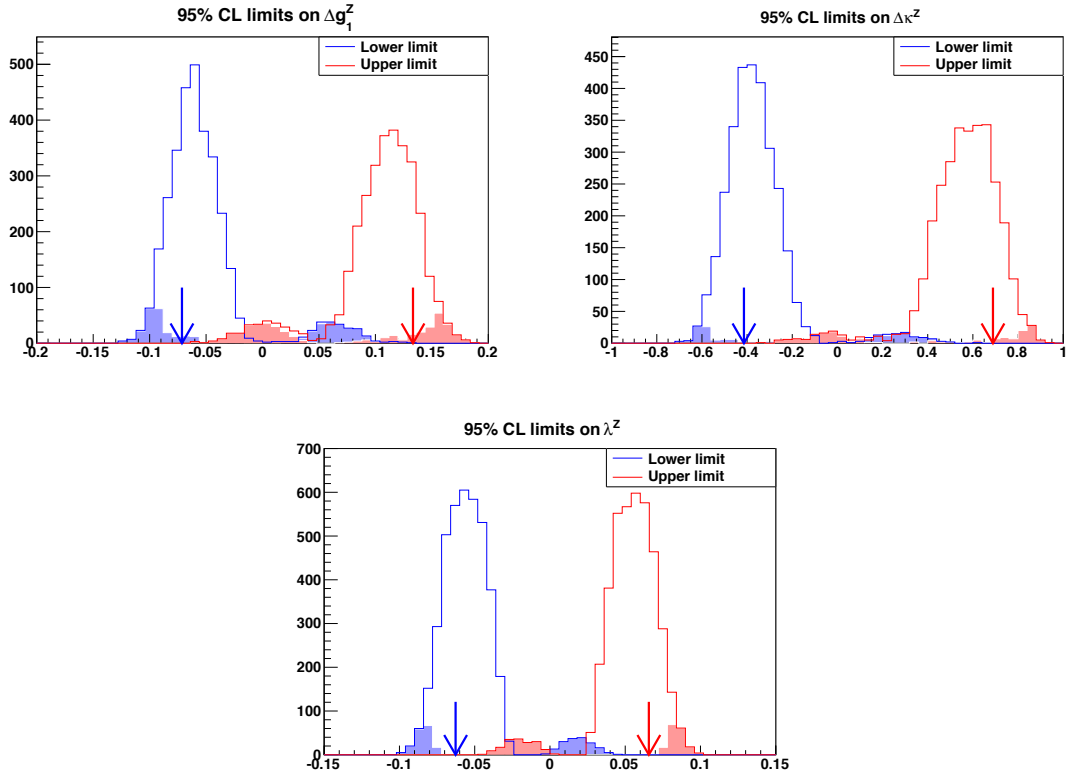 95% CL limits on Δg₁ᶻ
Lower limit
Upper limit
500
400
300
200
100
0
-0.2 -0.15 -0.1 -0.05 0 0.05 0.1 0.15 0.2
95% CL limits on Δκᶻ
Lower limit
Upper limit
450
400
350
300
250
200
150
100
50
0
-1 -0.8 -0.6 -0.4 -0.2 0 0.2 0.4 0.6 0.8 1
95% CL limits on λᶻ
Lower limit
Upper limit
700
600
500
400
300
200
100
0
-0.15 -0.1 -0.05 0 0.05 0.1 0.15